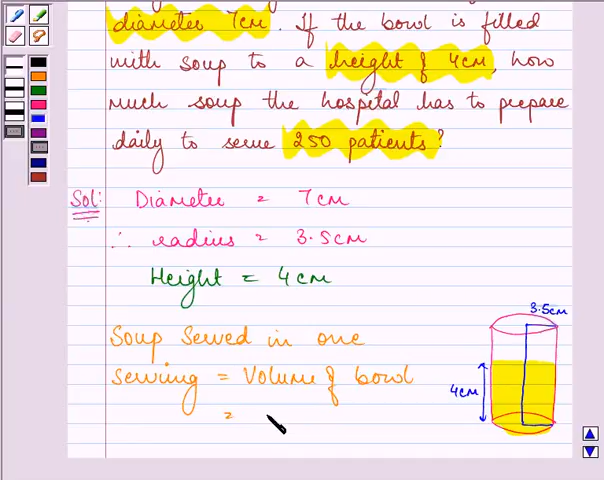 diameter 7cm. If the bowl is filled
with soup to a height of 4cm, how
much soup the hospital has to prepare
daily to serve 250 patients?
Sol: Diameter = 7cm
∴ radius = 3.5cm
Height = 4cm
Soup Served in one
Serving = Volume of bowl
=
3.5cm
4cm